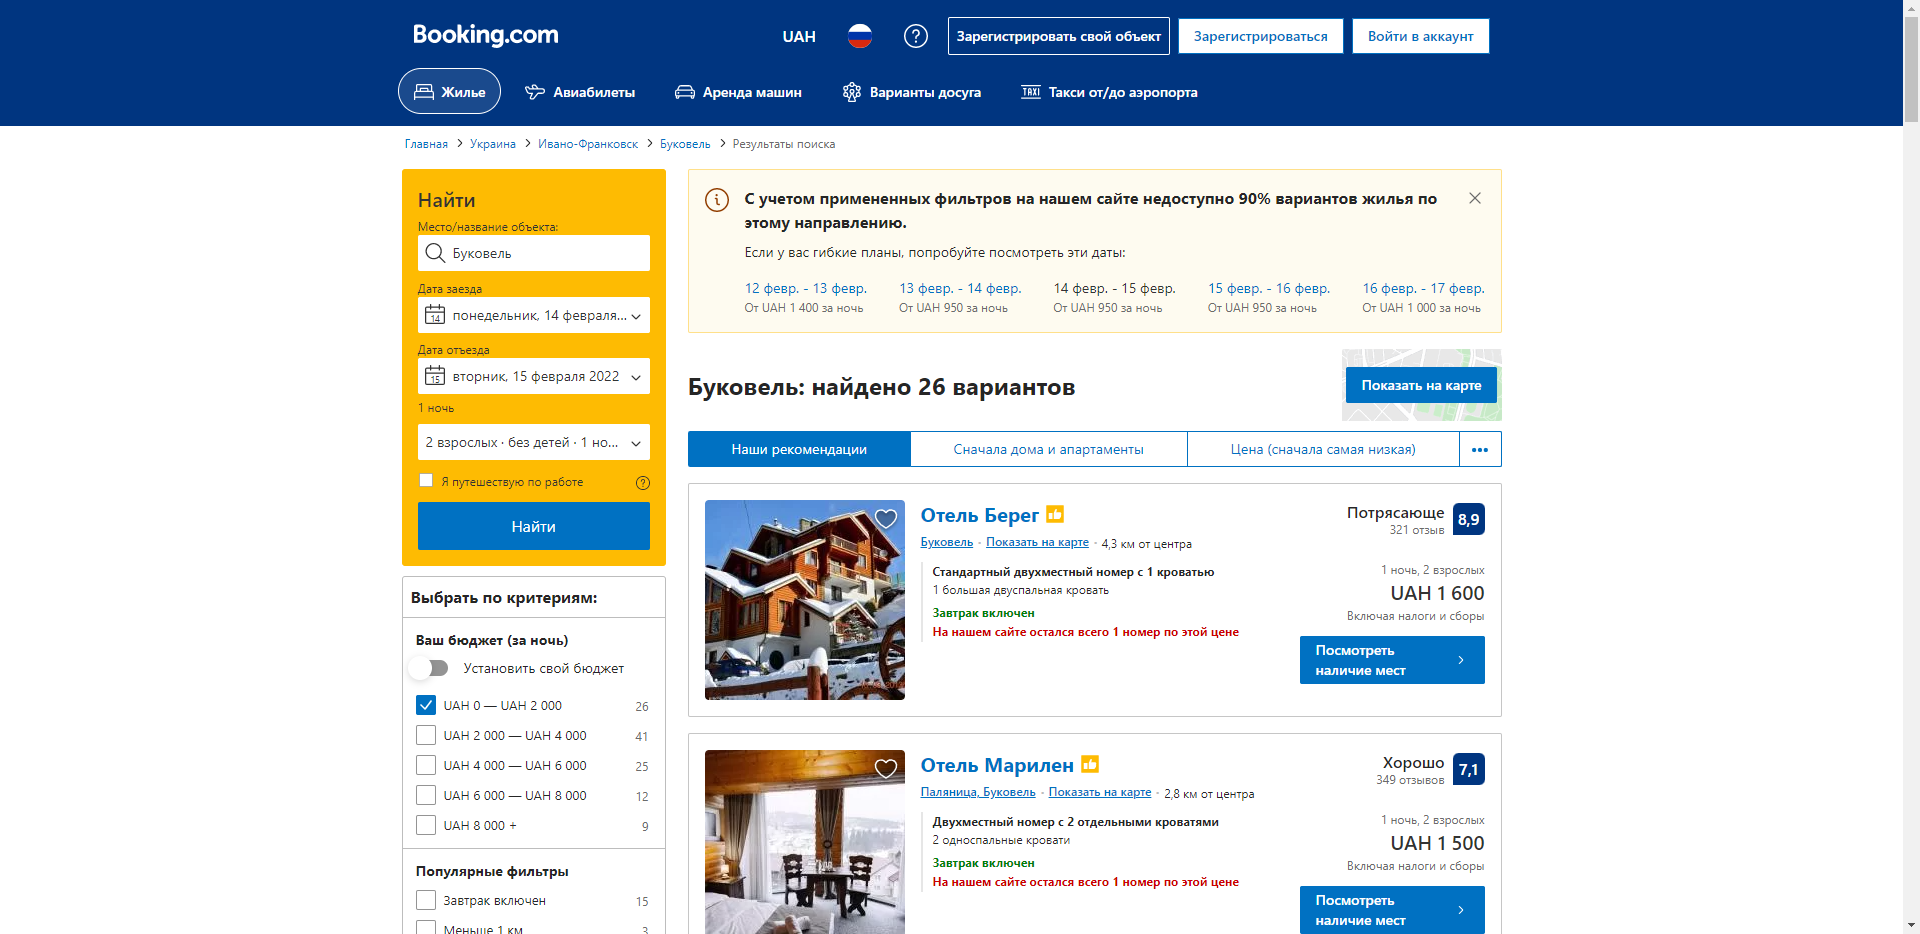 Booking.com
UAH
Зарегистрировать свой объект
Зарегистрироваться
Войти в аккаунт
Жилье
Авиабилеты
Аренда машин
Варианты досуга
TAXI Такси от/до аэропорта
Главная
Украина
Ивано-Франковск
Буковель
Результаты поиска
Найти
Место/название объекта:
Буковель
Дата заезда
14 понедельник, 14 февраля...
Дата отъезда
15 вторник, 15 февраля 2022
1 ночь
2 взрослых · без детей · 1 но...
Я путешествую по работе
Найти
Выбрать по критериям:
Ваш бюджет (за ночь)
Установить свой бюджет
UAH 0 — UAH 2 000 26
UAH 2 000 — UAH 4 000 41
UAH 4 000 — UAH 6 000 25
UAH 6 000 — UAH 8 000 12
UAH 8 000 + 9
Популярные фильтры
Завтрак включен 15
Меньше 1 км 3
С учетом примененных фильтров на нашем сайте недоступно 90% вариантов жилья по
этому направлению.
Если у вас гибкие планы, попробуйте посмотреть эти даты:
12 февр. - 13 февр.
От UAH 1 400 за ночь
13 февр. - 14 февр.
От UAH 950 за ночь
14 февр. - 15 февр.
От UAH 950 за ночь
15 февр. - 16 февр.
От UAH 950 за ночь
16 февр. - 17 февр.
От UAH 1 000 за ночь
Буковель: найдено 26 вариантов
Показать на карте
Наши рекомендации
Сначала дома и апартаменты
Цена (сначала самая низкая)
Отель Берег
Буковель · Показать на карте · 4,3 км от центра
Стандартный двухместный номер с 1 кроватью
1 большая двуспальная кровать
Завтрак включен
На нашем сайте остался всего 1 номер по этой цене
Потрясающе
321 отзыв
8,9
1 ночь, 2 взрослых
UAH 1 600
Включая налоги и сборы
Посмотреть
наличие мест
Отель Марилен
Паляница, Буковель · Показать на карте · 2,8 км от центра
Двухместный номер с 2 отдельными кроватями
2 односпальные кровати
Завтрак включен
На нашем сайте остался всего 1 номер по этой цене
Хорошо
349 отзывов
7,1
1 ночь, 2 взрослых
UAH 1 500
Включая налоги и сборы
Посмотреть
наличие мест